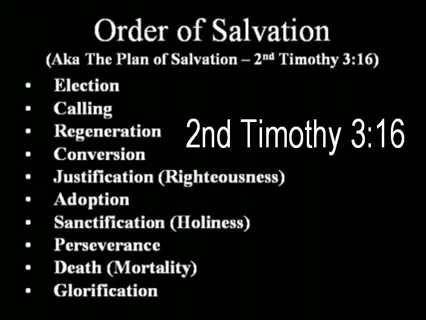 Order of Salvation
(Aka The Plan of Salvation – 2nd Timothy 3:16)
• Election
• Calling
• Regeneration
2nd Timothy 3:16
• Conversion
• Justification (Righteousness)
• Adoption
• Sanctification (Holiness)
• Perseverance
• Death (Mortality)
• Glorification